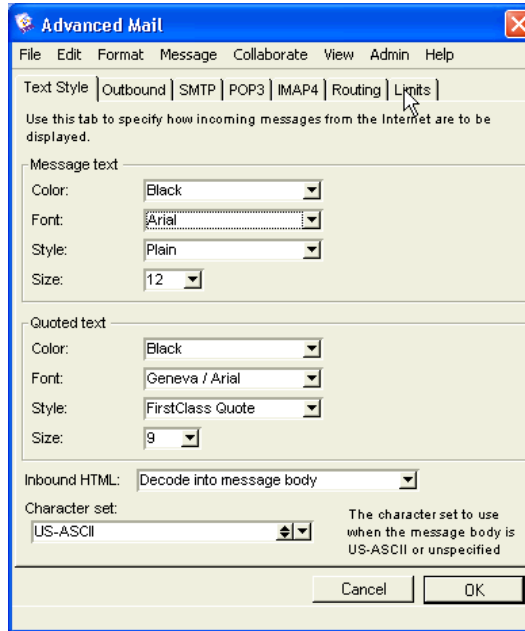 Advanced Mail
File Edit Format Message Collaborate View Admin Help
Text Style Outbound SMTP POP3 IMAP4 Routing Limits
Use this tab to specify how incoming messages from the Internet are to be
displayed.
Message text
Color: Black
Font: Arial
Style: Plain
Size: 12
Quoted text
Color: Black
Font: Geneva / Arial
Style: FirstClass Quote
Size: 9
Inbound HTML: Decode into message body
Character set:
US-ASCII
The character set to use
when the message body is
US-ASCII or unspecified
Cancel OK